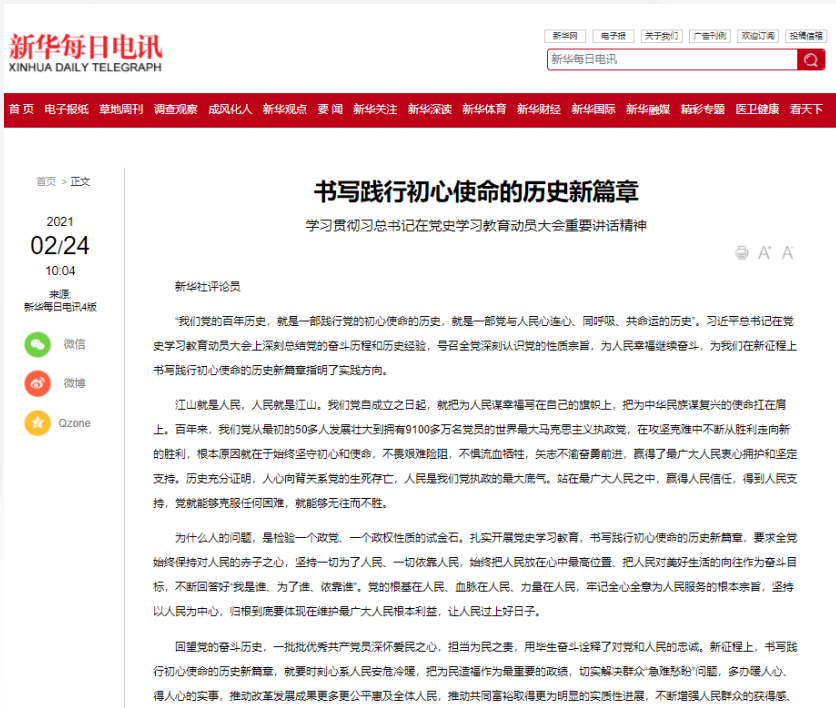 新华每日电讯
XINHUA DAILY TELEGRAPH
新华网 电子报 关于我们 广告刊例 欢迎订阅 投稿信箱
新华每日电讯
首页 电子报纸 草地周刊 调查观察 成风化人 新华观点 要闻 新华关注 新华深读 新华体育 新华财经 新华国际 新华融媒 精彩专题 医卫健康 看天下
首页 > 正文
2021
02/24
10:04
来源:
新华每日电讯4版
微信
微博
Qzone
书写践行初心使命的历史新篇章
学习贯彻习总书记在党史学习教育动员大会重要讲话精神
A+ A-
新华社评论员
“我们党的百年历史，就是一部践行党的初心使命的历史，就是一部党与人民心连心、同呼吸、共命运的历史”。习近平总书记在党
史学习教育动员大会上深刻总结党的奋斗历程和历史经验，号召全党深刻认识党的性质宗旨，为人民幸福继续奋斗，为我们在新征程上
书写践行初心使命的历史新篇章指明了实践方向。
江山就是人民，人民就是江山。我们党自成立之日起，就把为人民谋幸福写在自己的旗帜上，把为中华民族谋复兴的使命扛在肩
上。百年来，我们党从最初的50多人发展壮大到拥有9100多万名党员的世界最大马克思主义执政党，在攻坚克难中不断从胜利走向新
的胜利，根本原因就在于始终坚守初心和使命，不畏艰难险阻，不惧流血牺牲，矢志不渝奋勇前进，赢得了最广大人民衷心拥护和坚定
支持。历史充分证明，人心向背关系党的生死存亡，人民是我们党执政的最大底气。站在最广大人民之中，赢得人民信任，得到人民支
持，党就能够克服任何困难，就能够无往而不胜。
为什么人的问题，是检验一个政党、一个政权性质的试金石。扎实开展党史学习教育，书写践行初心使命的历史新篇章，要求全党
始终保持对人民的赤子之心，坚持一切为了人民、一切依靠人民，始终把人民放在心中最高位置、把人民对美好生活的向往作为奋斗目
标，不断回答好“我是谁、为了谁、依靠谁”。党的根基在人民、血脉在人民、力量在人民，牢记全心全意为人民服务的根本宗旨，坚持
以人民为中心，归根到底要体现在维护最广大人民根本利益，让人民过上好日子。
回望党的奋斗历史，一批批优秀共产党员深怀爱民之心，担当为民之责，用毕生奋斗诠释了对党和人民的忠诚。新征程上，书写践
行初心使命的历史新篇章，就要时刻心系人民安危冷暖，把为民造福作为最重要的政绩，切实解决群众“急难愁盼”问题，多办暖人心、
得人心的实事，推动改革发展成果更多更公平惠及全体人民，推动共同富裕取得更为明显的实质性进展，不断增强人民群众的获得感、